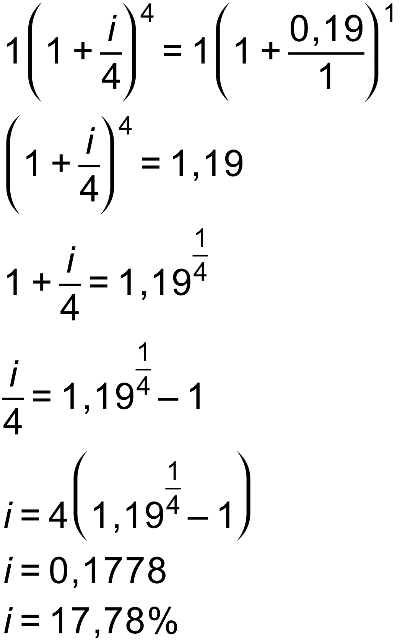 1(1 + i/4)⁴ = 1(1 + 0,19/1)¹
(1 + i/4)⁴ = 1,19
1 + i/4 = 1,19^(1/4)
i/4 = 1,19^(1/4) – 1
i = 4(1,19^(1/4) – 1)
i = 0,1778
i = 17,78%